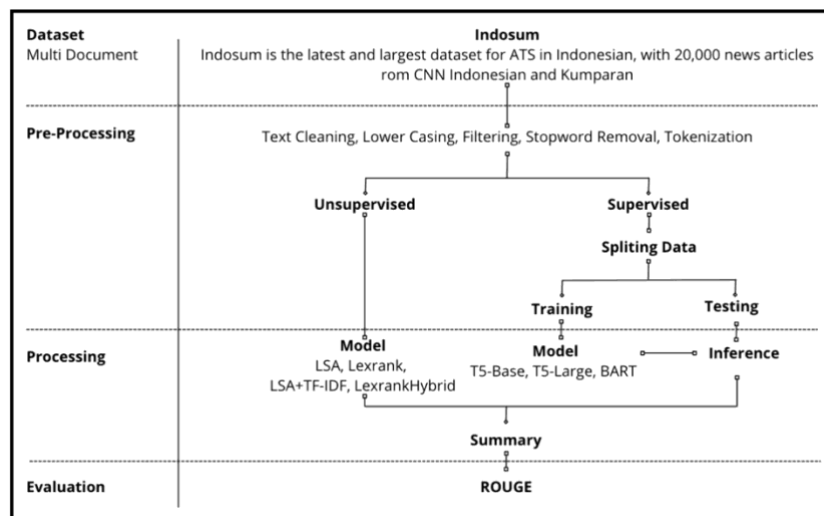 Dataset
Multi Document
Indosum
Indosum is the latest and largest dataset for ATS in Indonesian, with 20,000 news articles
rom CNN Indonesian and Kumparan
Pre-Processing
Text Cleaning, Lower Casing, Filtering, Stopword Removal, Tokenization
Unsupervised
Supervised
Spliting Data
Training
Testing
Processing
Model
LSA, Lexrank,
LSA+TF-IDF, LexrankHybrid
Model
T5-Base, T5-Large, BART
Inference
Summary
Evaluation
ROUGE